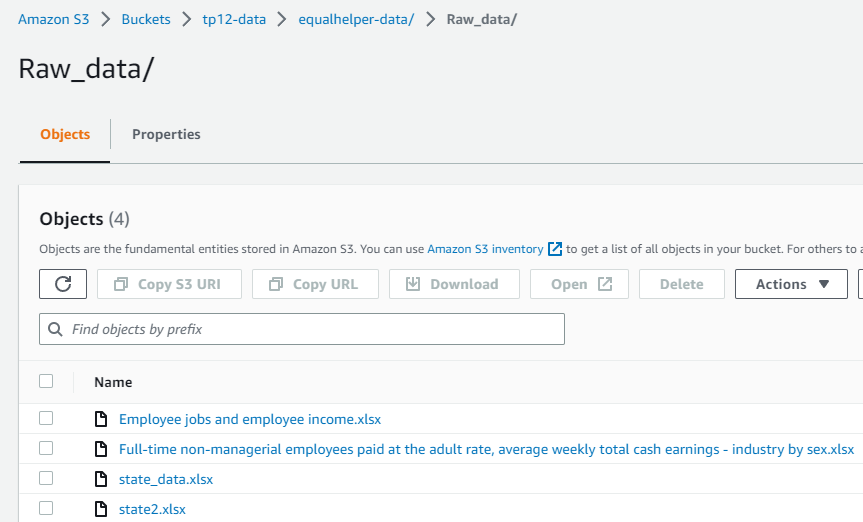 Amazon S3 > Buckets > tp12-data > equalhelper-data/ > Raw_data/
Raw_data/
Objects Properties
Objects (4)
Objects are the fundamental entities stored in Amazon S3. You can use Amazon S3 inventory to get a list of all objects in your bucket. For others to a
Copy S3 URI Copy URL Download Open Delete Actions
Find objects by prefix
Name
Employee jobs and employee income.xlsx
Full-time non-managerial employees paid at the adult rate, average weekly total cash earnings - industry by sex.xlsx
state_data.xlsx
state2.xlsx